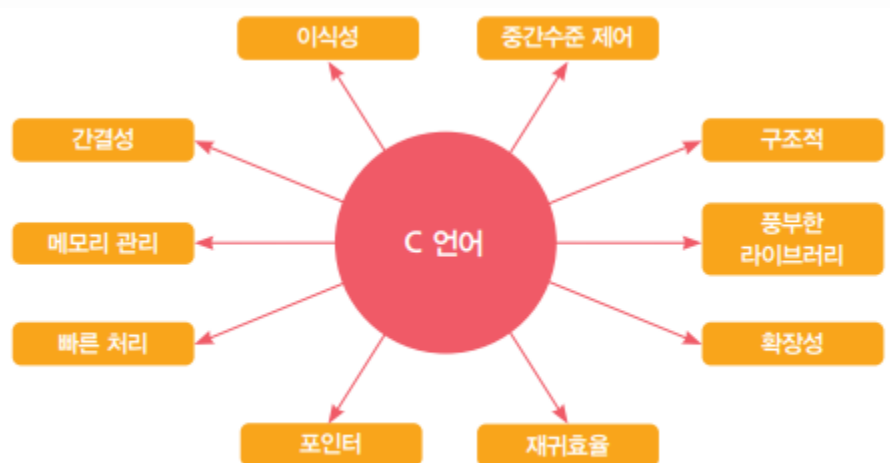 이식성
중간수준 제어
간결성
구조적
메모리 관리
C 언어
풍부한
라이브러리
빠른 처리
확장성
포인터
재귀효율